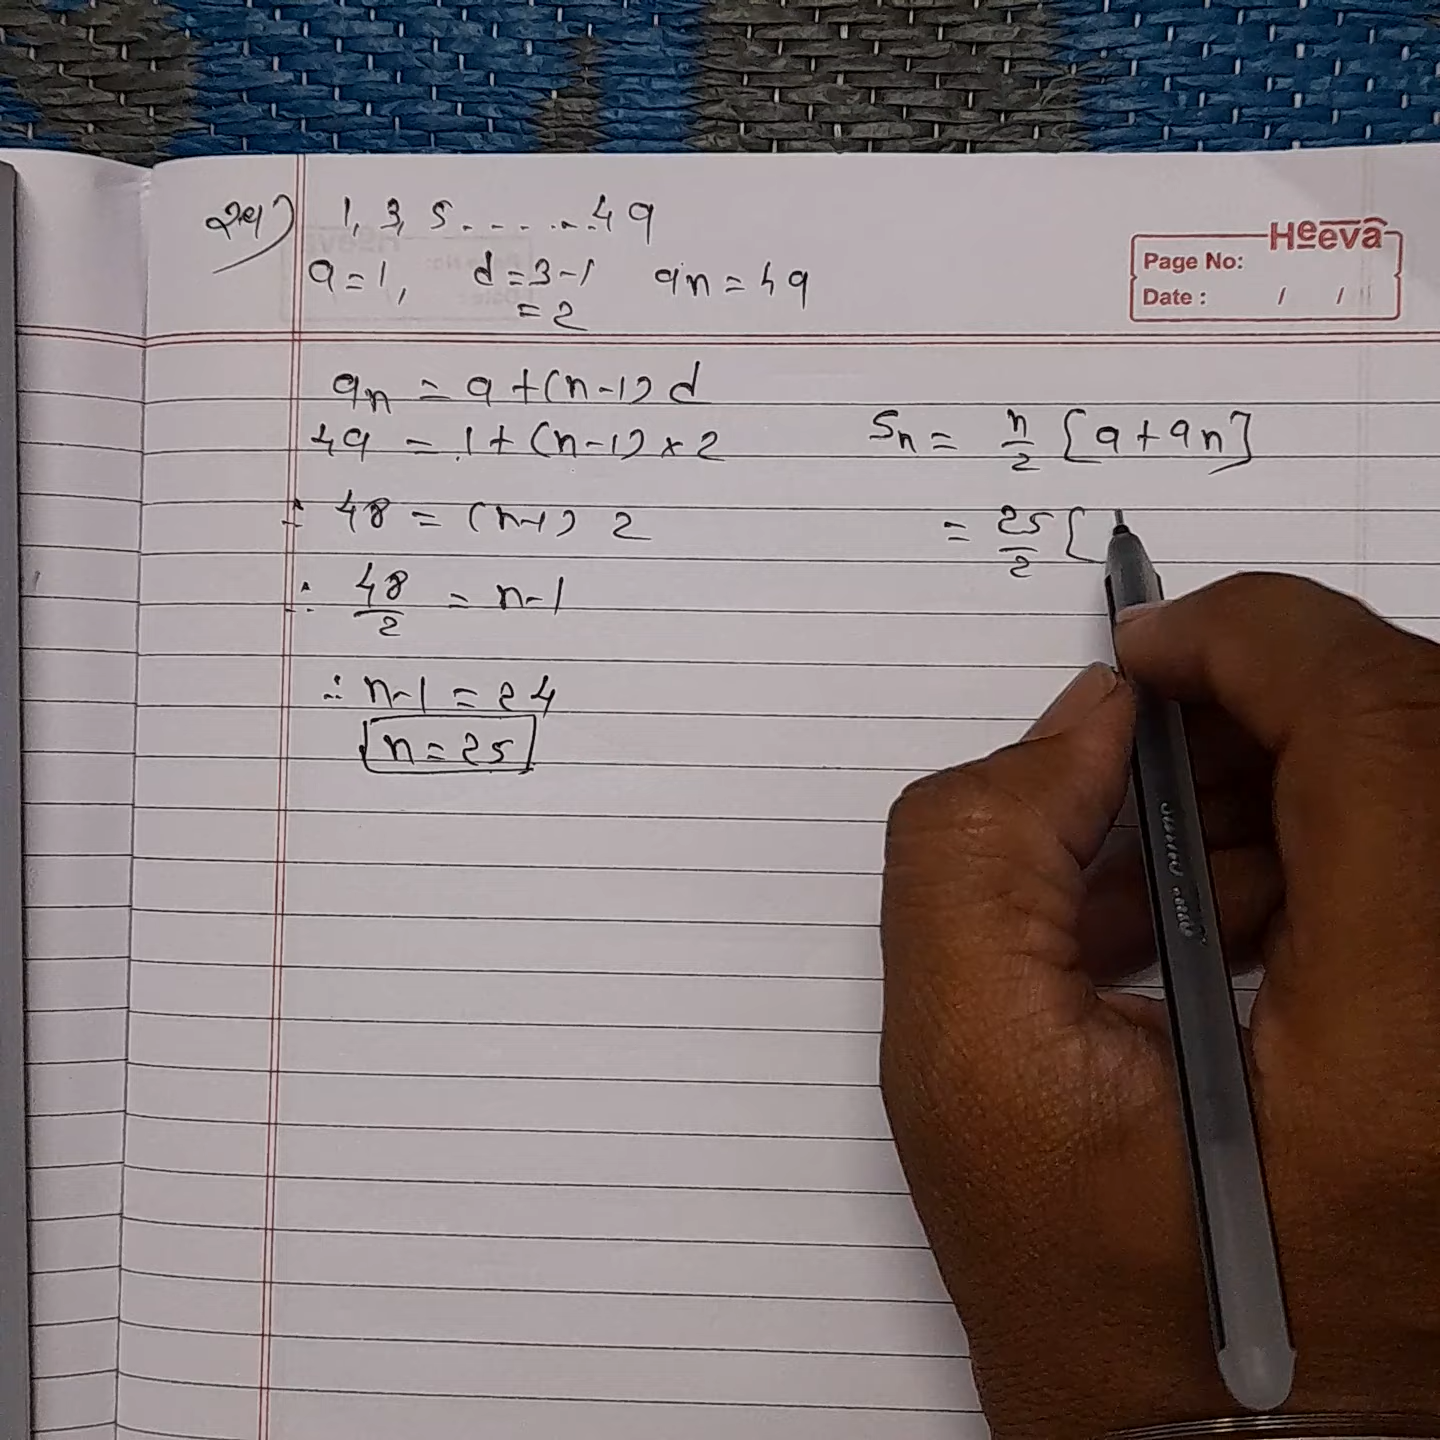 ૨૫) 1, 3, 5.......49
a=1, d=3-1 an=49
=2
Heeva
Page No:
Date : / /
an = a+(n-1)d
49 = 1+(n-1)×2
∴ 48 = (n-1) 2
∴ 48/2 = n-1
∴ n-1=24
n=25
Sn = n/2 [a+an]
= 25/2 [